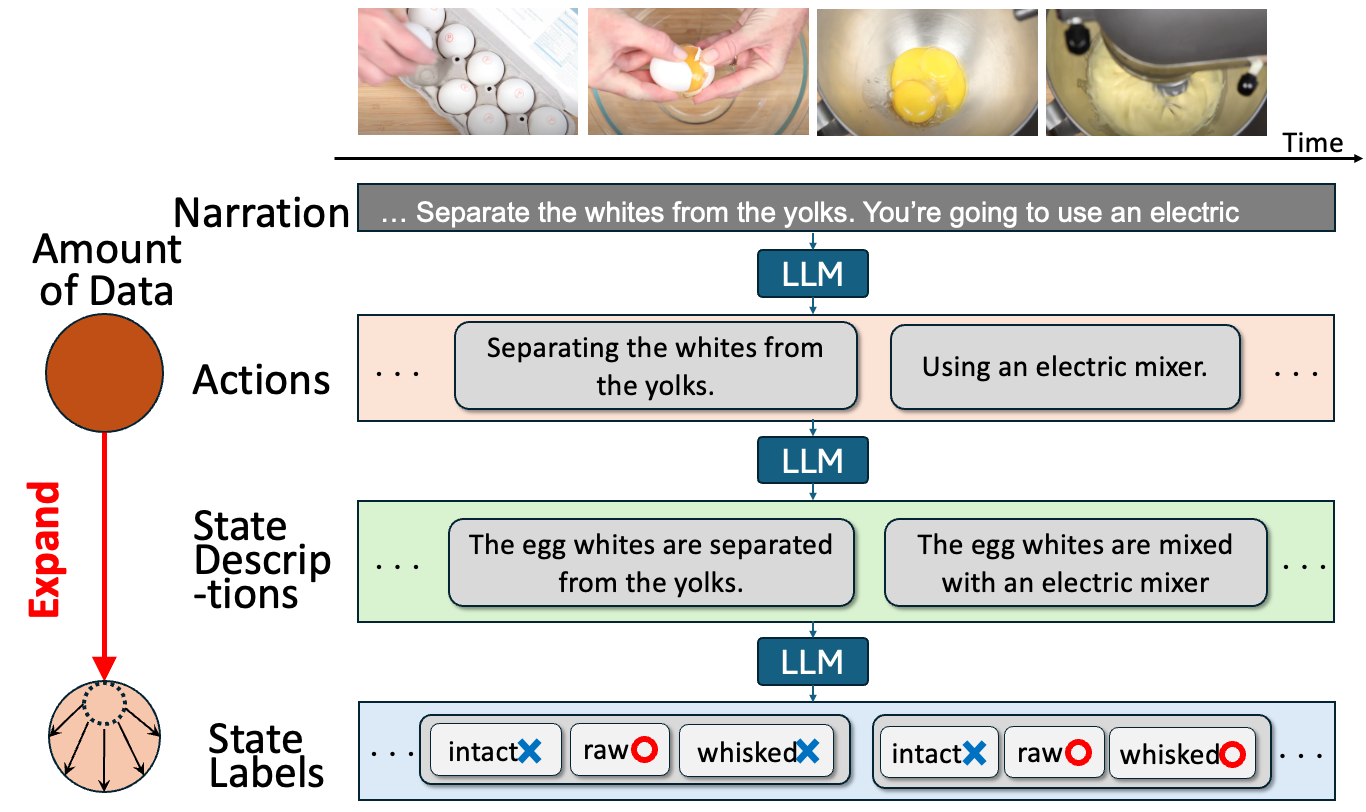 Time
Narration
… Separate the whites from the yolks. You’re going to use an electric
Amount
of Data
LLM
Actions
. . .
Separating the whites from
the yolks.
Using an electric mixer.
. . .
LLM
Expand
State
Descrip
-tions
. . .
The egg whites are separated
from the yolks.
The egg whites are mixed
with an electric mixer
. . .
LLM
State
Labels
. . .
intact
raw
whisked
intact
raw
whisked
. . .